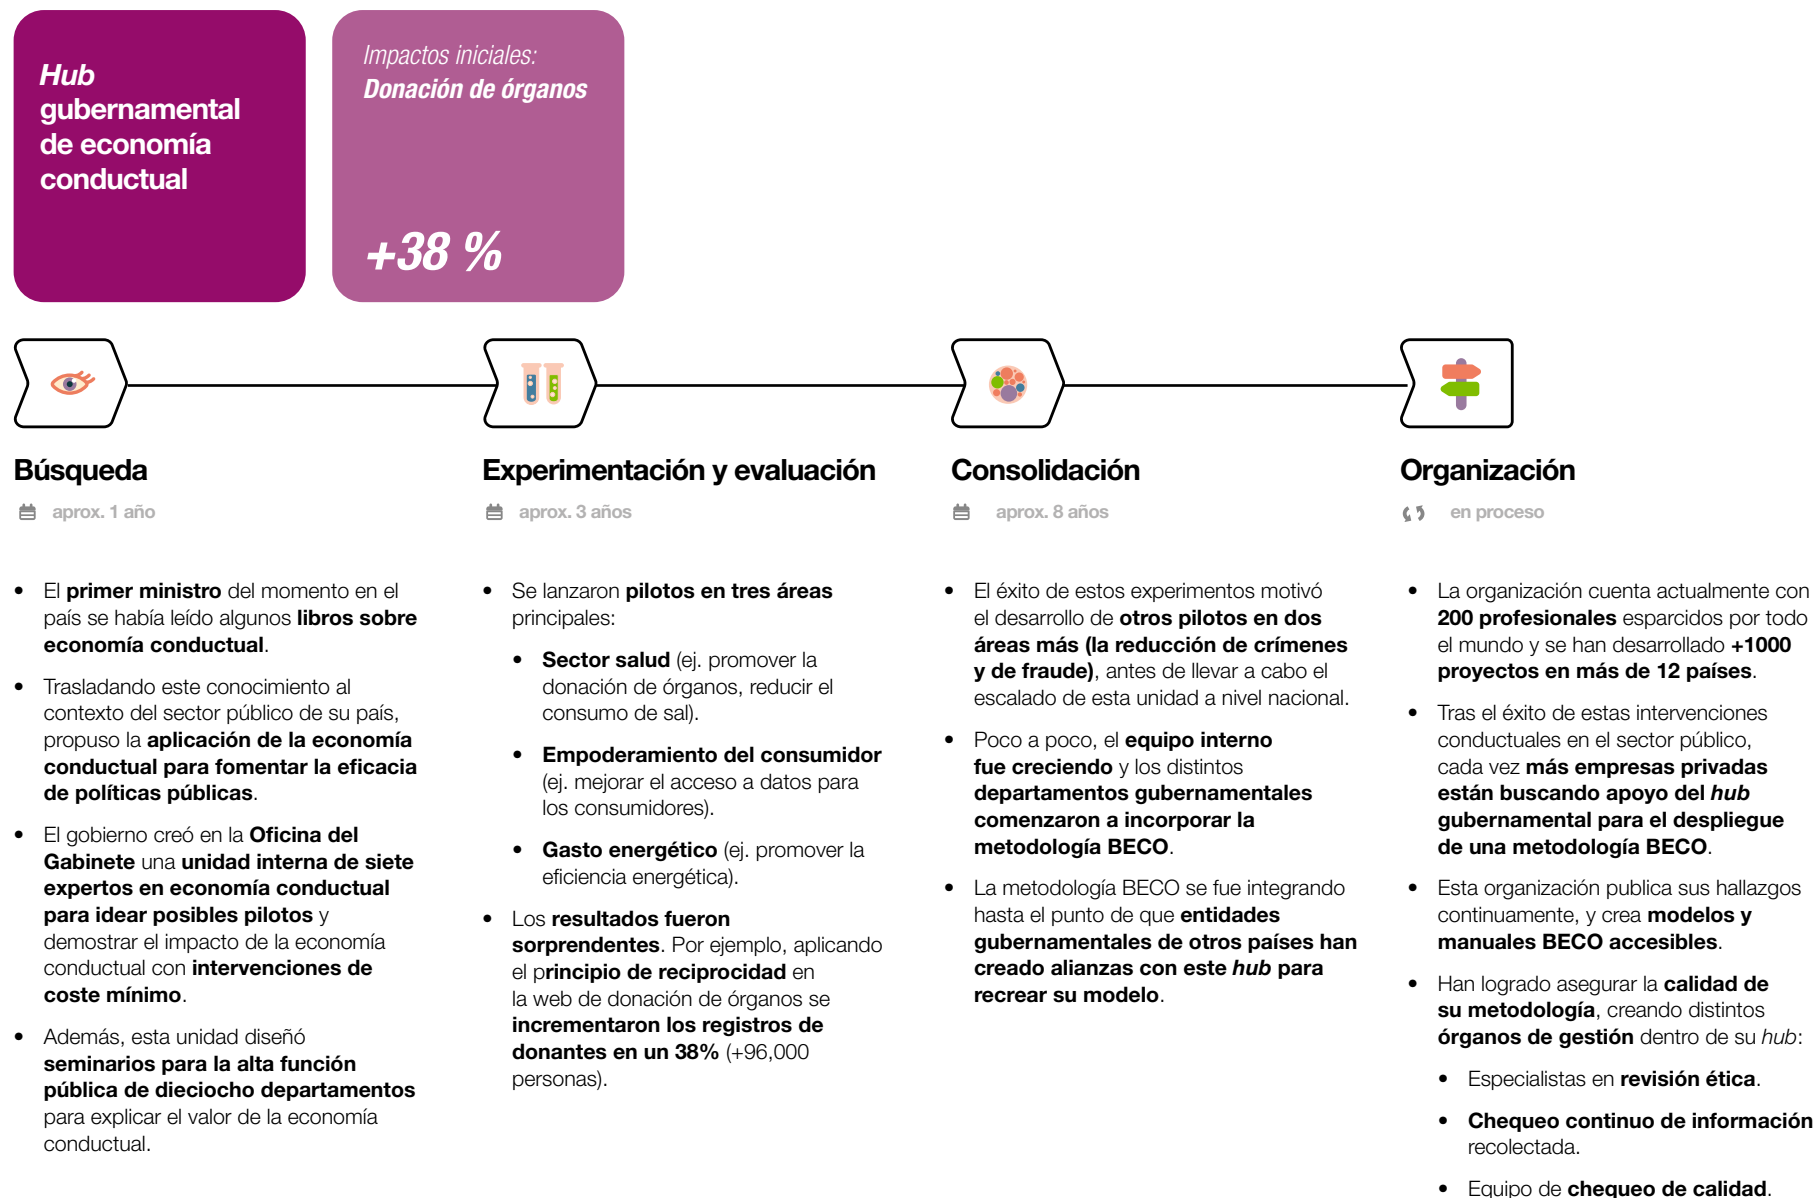 Hub
gubernamental
de economía
conductual
Impactos iniciales:
Donación de órganos
+38 %
Búsqueda
aprox. 1 año
• El primer ministro del momento en el
país se había leído algunos libros sobre
economía conductual.
• Trasladando este conocimiento al
contexto del sector público de su país,
propuso la aplicación de la economía
conductual para fomentar la eficacia
de políticas públicas.
• El gobierno creó en la Oficina del
Gabinete una unidad interna de siete
expertos en economía conductual
para idear posibles pilotos y
demostrar el impacto de la economía
conductual con intervenciones de
coste mínimo.
• Además, esta unidad diseñó
seminarios para la alta función
pública de dieciocho departamentos
para explicar el valor de la economía
conductual.
Experimentación y evaluación
aprox. 3 años
• Se lanzaron pilotos en tres áreas
principales:
• Sector salud (ej. promover la
donación de órganos, reducir el
consumo de sal).
• Empoderamiento del consumidor
(ej. mejorar el acceso a datos para
los consumidores).
• Gasto energético (ej. promover la
eficiencia energética).
• Los resultados fueron
sorprendentes. Por ejemplo, aplicando
el principio de reciprocidad en
la web de donación de órganos se
incrementaron los registros de
donantes en un 38% (+96,000
personas).
Consolidación
aprox. 8 años
• El éxito de estos experimentos motivó
el desarrollo de otros pilotos en dos
áreas más (la reducción de crímenes
y de fraude), antes de llevar a cabo el
escalado de esta unidad a nivel nacional.
• Poco a poco, el equipo interno
fue creciendo y los distintos
departamentos gubernamentales
comenzaron a incorporar la
metodología BECO.
• La metodología BECO se fue integrando
hasta el punto de que entidades
gubernamentales de otros países han
creado alianzas con este hub para
recrear su modelo.
Organización
en proceso
• La organización cuenta actualmente con
200 profesionales esparcidos por todo
el mundo y se han desarrollado +1000
proyectos en más de 12 países.
• Tras el éxito de estas intervenciones
conductuales en el sector público,
cada vez más empresas privadas
están buscando apoyo del hub
gubernamental para el despliegue
de una metodología BECO.
• Esta organización publica sus hallazgos
continuamente, y crea modelos y
manuales BECO accesibles.
• Han logrado asegurar la calidad de
su metodología, creando distintos
órganos de gestión dentro de su hub:
• Especialistas en revisión ética.
• Chequeo continuo de información
recolectada.
• Equipo de chequeo de calidad.